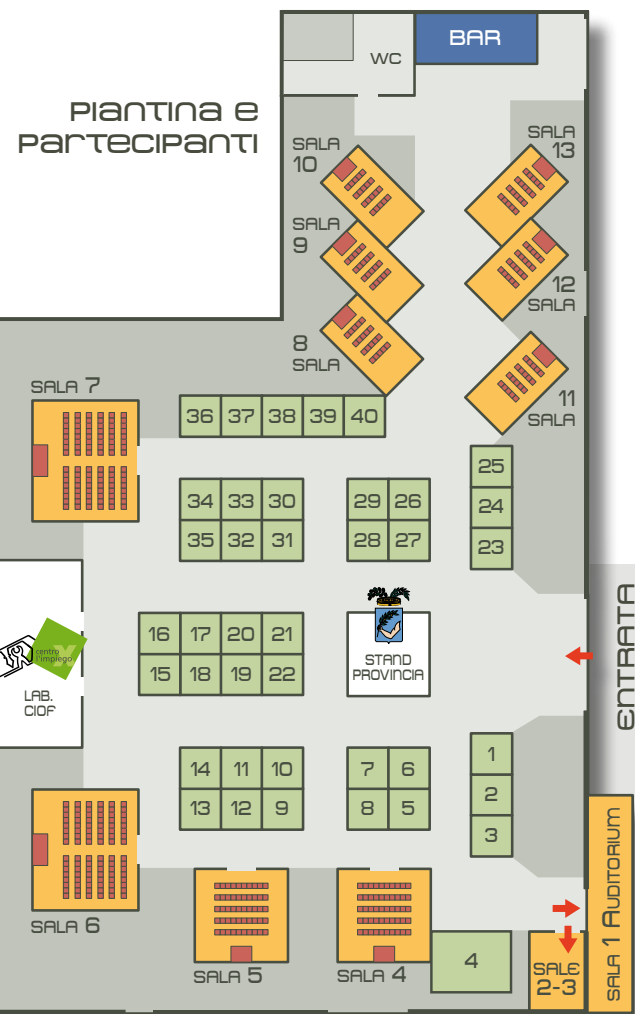 BAR
WC
Piantina e
Partecipanti
SALA
10
SALA
13
SALA
9
12
SALA
8
SALA
11
SALA
SALA 7
36 37 38 39 40
25
24
23
34 33 30
35 32 31
29 26
28 27
16 17 20 21
15 18 19 22
STAND
PROVINCIA
ENTRATA
centro
l'impiego
LAB.
CIOF
14 11 10
13 12 9
7 6
8 5
1
2
3
SALA 6
SALA 5
SALA 4
4
SALE
2-3
SALA 1 AUDITORIUM